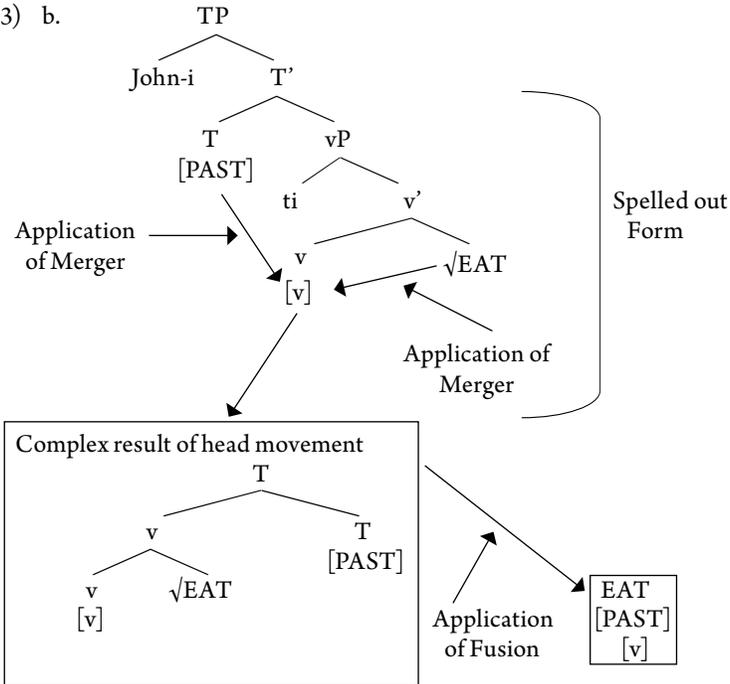 3) b.
TP
John-i T’
T vP
[PAST]
ti v’
Spelled out
Form
Application
of Merger
v √EAT
[v]
Application of
Merger
Complex result of head movement
T
v T
[PAST]
v √EAT
[v]
Application
of Fusion
EAT
[PAST]
[v]